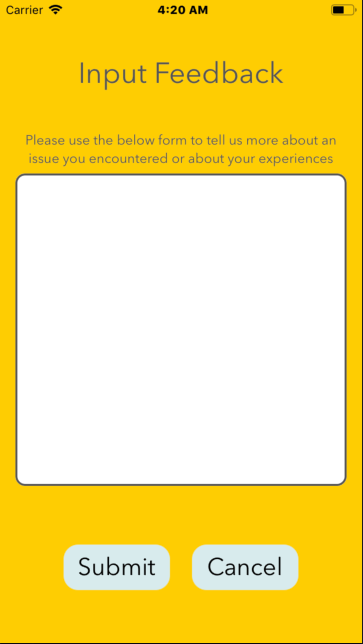 Carrier 4:20 AM
Input Feedback
Please use the below form to tell us more about an
issue you encountered or about your experiences
Submit Cancel